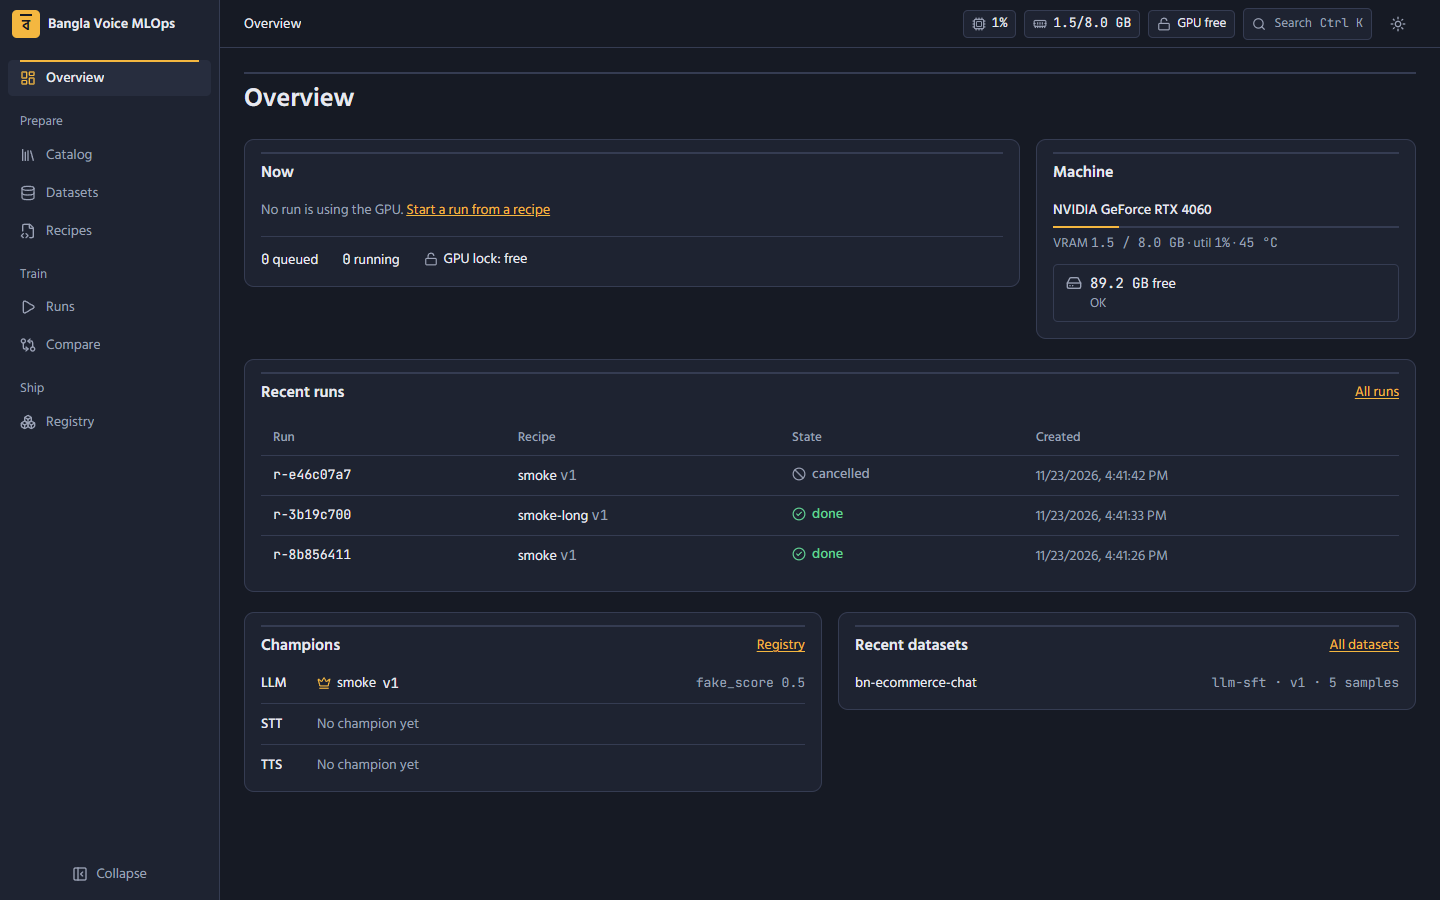 ব Bangla Voice MLOps
Overview
1%
1.5/8.0 GB
GPU free
Search Ctrl K
Overview
Prepare
Catalog
Datasets
Recipes
Train
Runs
Compare
Ship
Registry
Collapse
Overview
Now
No run is using the GPU. Start a run from a recipe
0 queued 0 running GPU lock: free
Machine
NVIDIA GeForce RTX 4060
VRAM 1.5 / 8.0 GB · util 1% · 45 °C
89.2 GB free
OK
Recent runs All runs
Run Recipe State Created
r-e46c07a7 smoke v1 cancelled 11/23/2026, 4:41:42 PM
r-3b19c700 smoke-long v1 done 11/23/2026, 4:41:33 PM
r-8b856411 smoke v1 done 11/23/2026, 4:41:26 PM
Champions Registry
LLM smoke v1 fake_score 0.5
STT No champion yet
TTS No champion yet
Recent datasets All datasets
bn-ecommerce-chat llm-sft · v1 · 5 samples